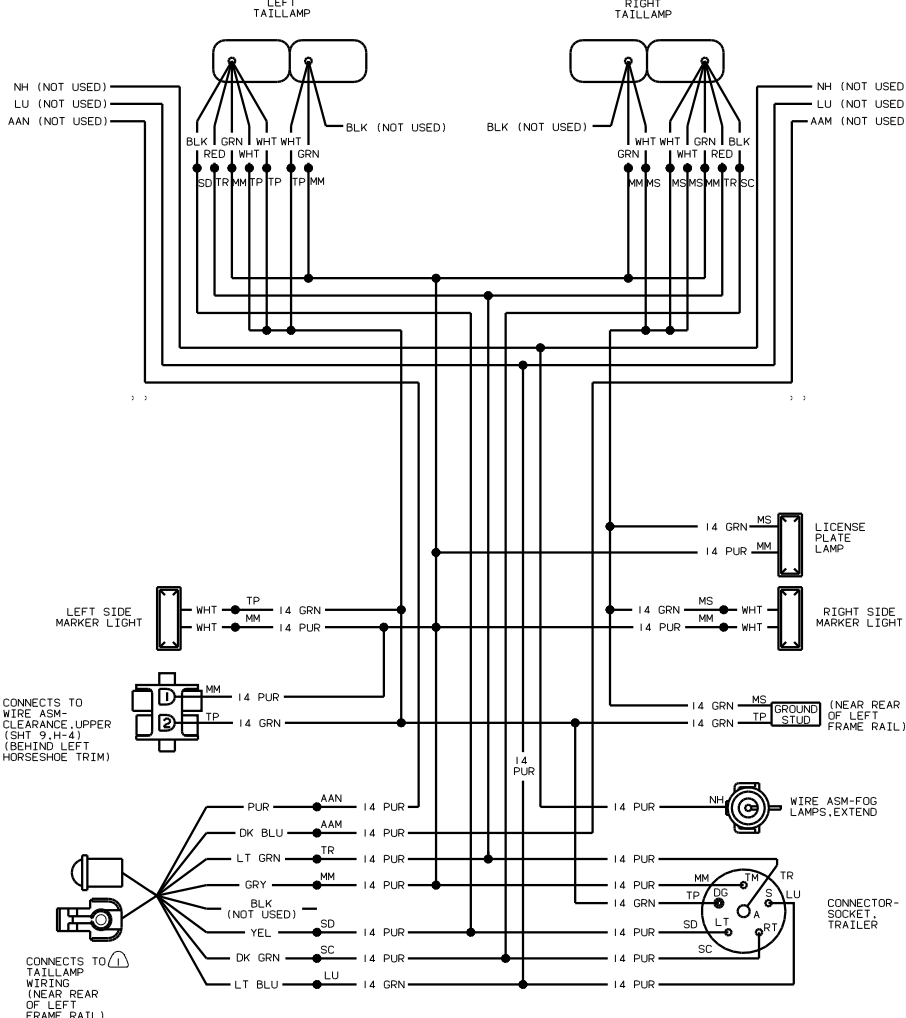 LEFT
TAILLAMP
RIGHT
TAILLAMP
NH (NOT USED)
LU (NOT USED)
AAN (NOT USED)
NH (NOT USED
LU (NOT USED
AAM (NOT USED
BLK (NOT USED)
BLK (NOT USED)
BLK GRN WHT WHT
RED WHT GRN
SD TR MM TP TP TP MM
WHT WHT GRN BLK
GRN WHT RED
MM MS MS MS MM TR SC
14 GRN MS
14 PUR MM
LICENSE
PLATE
LAMP
LEFT SIDE
MARKER LIGHT
WHT TP 14 GRN
WHT MM 14 PUR
14 GRN MS WHT
14 PUR MM WHT
RIGHT SIDE
MARKER LIGHT
CONNECTS TO
WIRE ASM-
CLEARANCE,UPPER
(SHT 9,H-4)
(BEHIND LEFT
HORSESHOE TRIM)
1 MM 14 PUR
2 TP 14 GRN
14 GRN MS
14 GRN TP
GROUND
STUD
(NEAR REAR
OF LEFT
FRAME RAIL)
14
PUR
PUR AAN 14 PUR
14 PUR NH
WIRE ASM-FOG
LAMPS,EXTEND
DK BLU AAM 14 PUR
LT GRN TR 14 PUR
14 PUR TR
GRY MM 14 PUR
14 PUR MM TM
BLK
(NOT USED)
14 GRN TP DG
S LU
A
YEL SD 14 PUR
14 PUR SD LT
RT
DK GRN SC 14 PUR
14 PUR SC
LT BLU LU 14 GRN
14 PUR
CONNECTOR-
SOCKET,
TRAILER
CONNECTS TO 1
TAILLAMP
WIRING
(NEAR REAR
OF LEFT
FRAME RAIL)